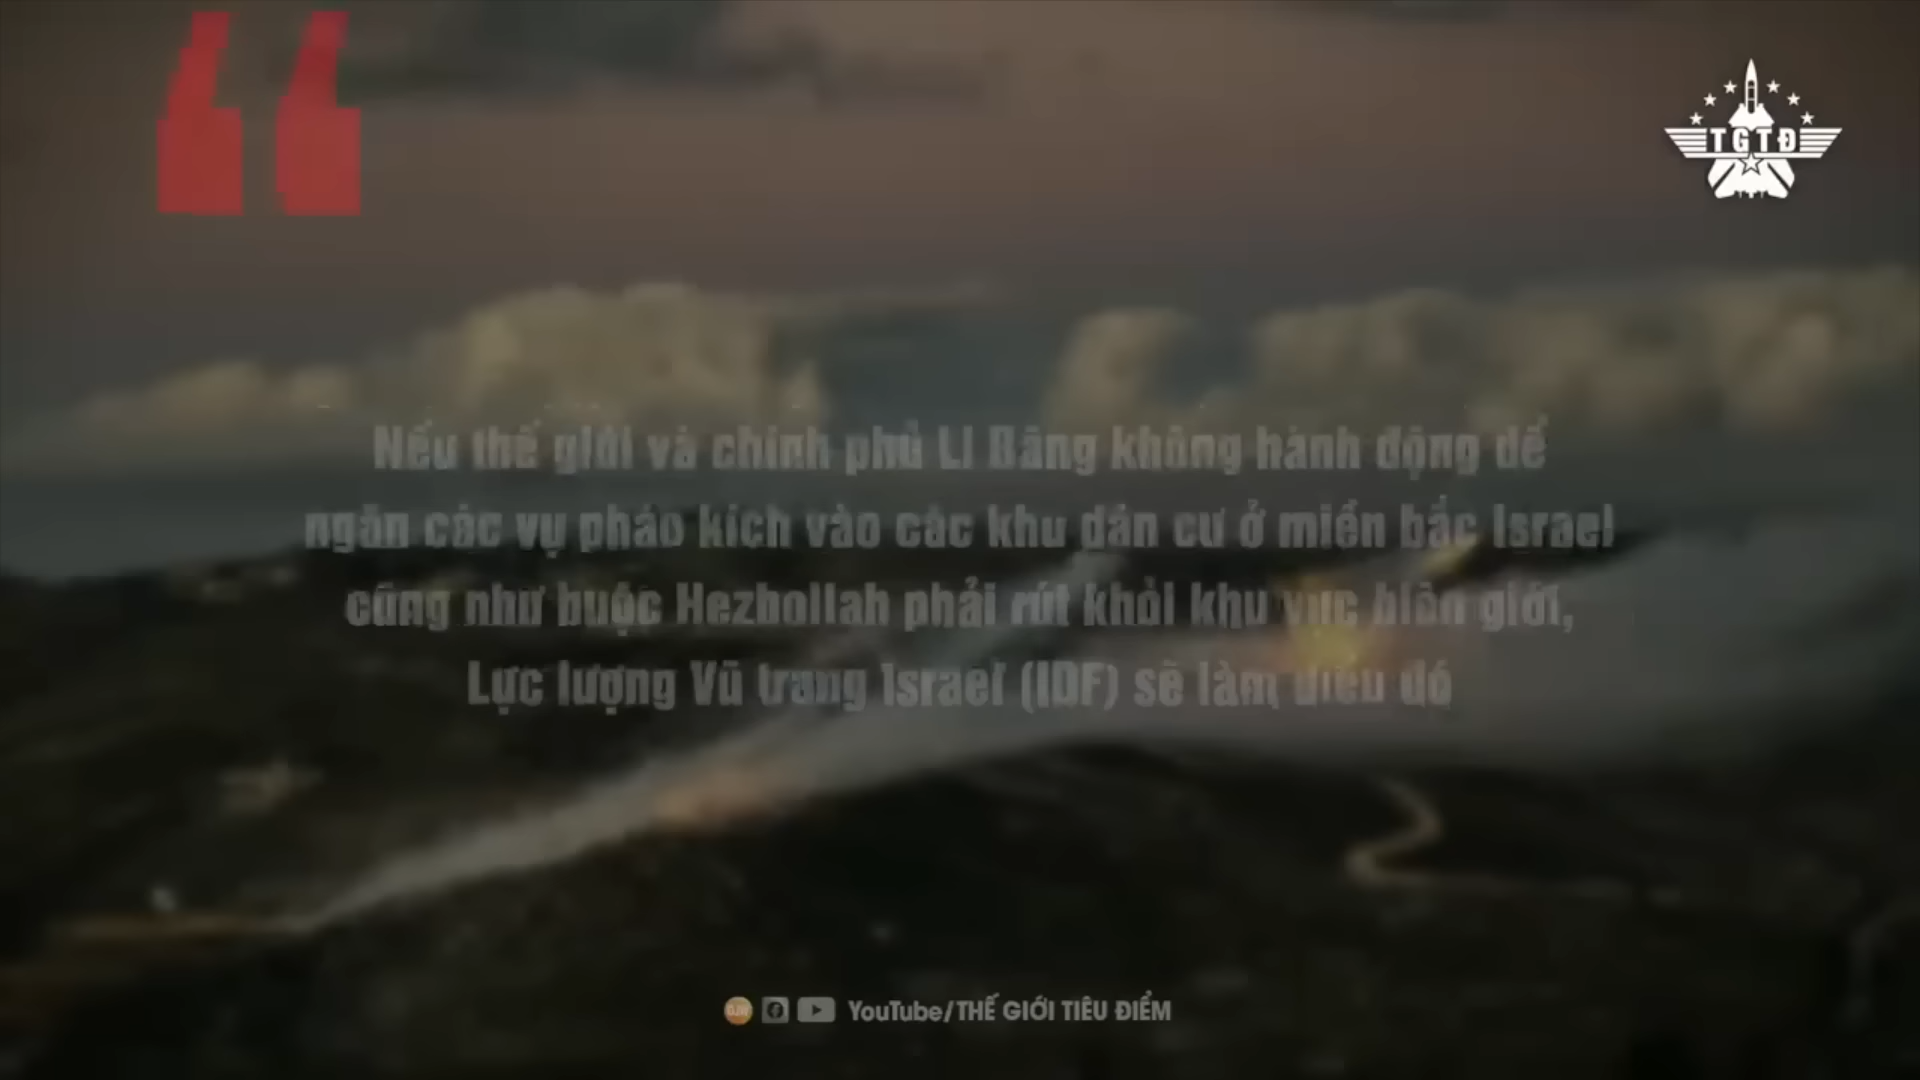 TGTĐ
Nếu thế giới và chính phủ Li Băng không hành động để
ngăn các vụ pháo kích vào các khu dân cư ở miền bắc Israel
cũng như buộc Hezbollah phải rút khỏi khu vực biên giới,
Lực lượng Vũ trang Israel (IDF) sẽ làm điều đó
YouTube/THẾ GIỚI TIÊU ĐIỂM